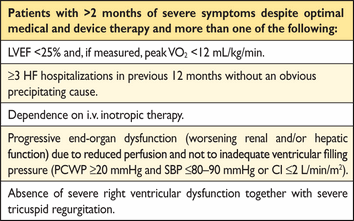 Patients with >2 months of severe symptoms despite optimal
medical and device therapy and more than one of the following:
LVEF <25% and, if measured, peak VO₂ <12 mL/kg/min.
≥3 HF hospitalizations in previous 12 months without an obvious
precipitating cause.
Dependence on i.v. inotropic therapy.
Progressive end-organ dysfunction (worsening renal and/or hepatic
function) due to reduced perfusion and not to inadequate ventricular filling
pressure (PCWP ≥20 mmHg and SBP ≤80–90 mmHg or CI ≤2 L/min/m²).
Absence of severe right ventricular dysfunction together with severe
tricuspid regurgitation.